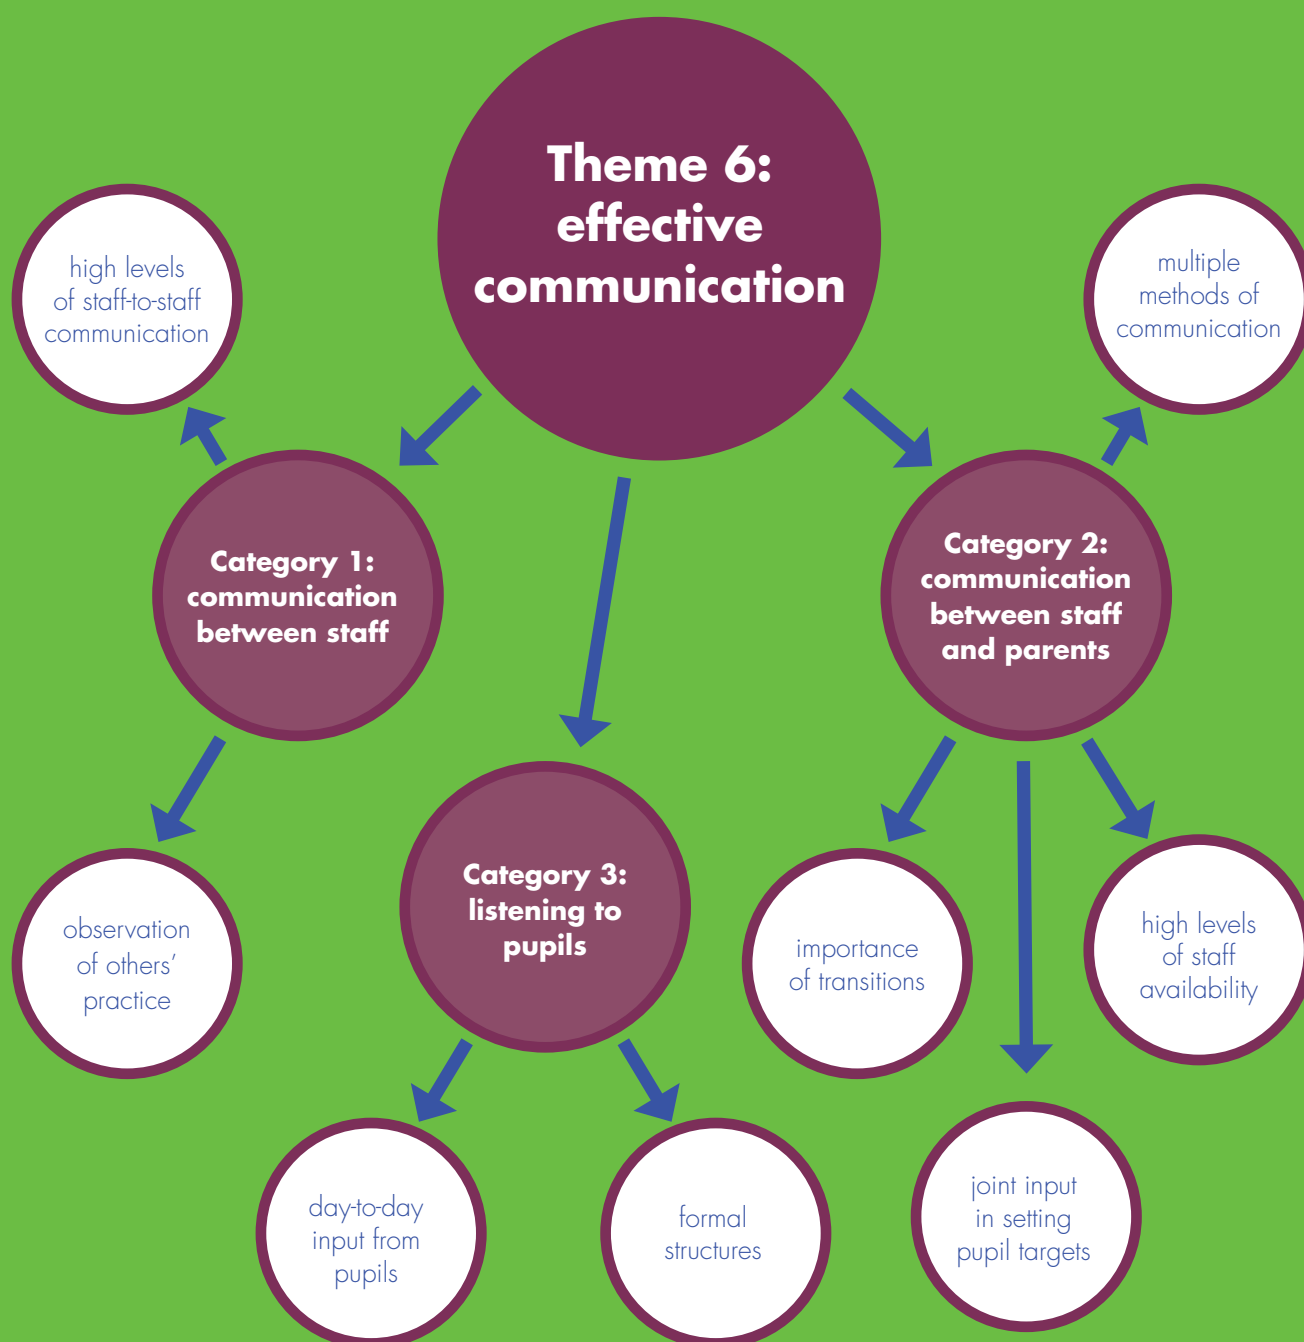 Theme 6:
effective
communication
high levels
of staff-to-staff
communication
multiple
methods of
communication
Category 1:
communication
between staff
Category 2:
communication
between staff
and parents
Category 3:
listening to
pupils
observation
of others’
practice
importance
of transitions
high levels
of staff
availability
day-to-day
input from
pupils
formal
structures
joint input
in setting
pupil targets